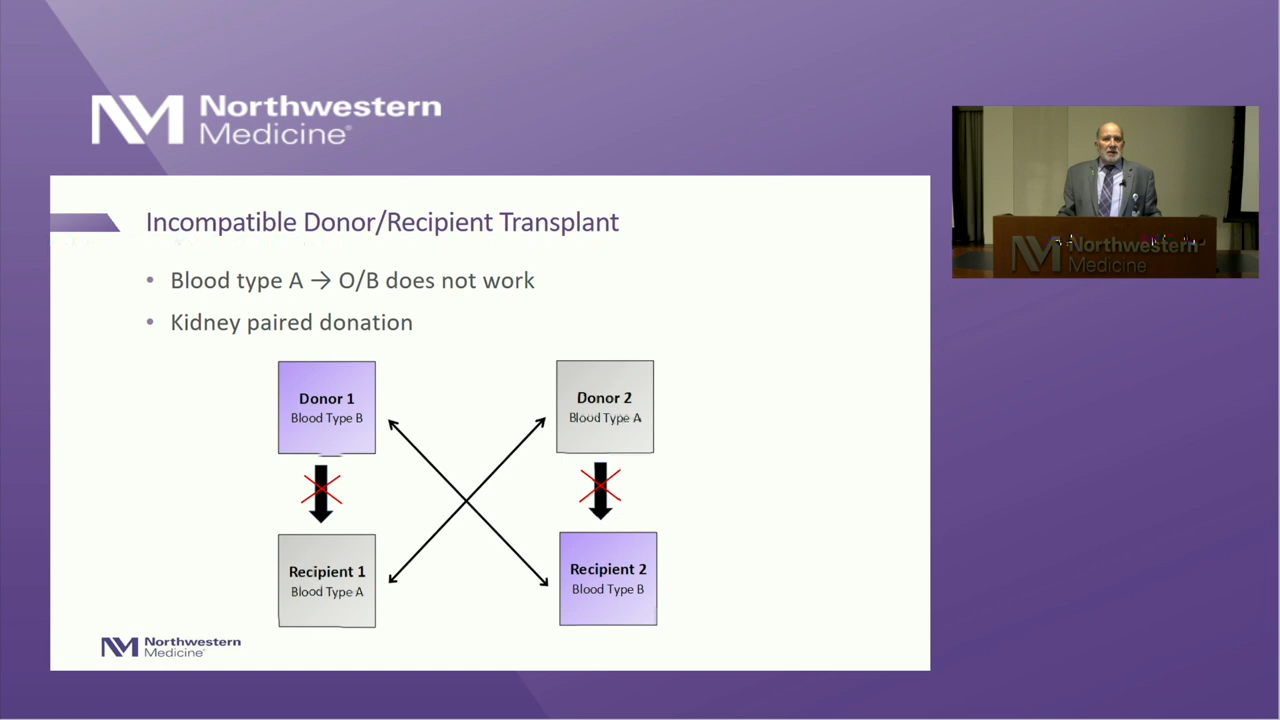 Northwestern
Medicine®
Incompatible Donor/Recipient Transplant
• Blood type A → O/B does not work
• Kidney paired donation
Donor 1
Blood Type B
Donor 2
Blood Type A
Recipient 1
Blood Type A
Recipient 2
Blood Type B
Northwestern
Medicine®
Northwestern
Medicine